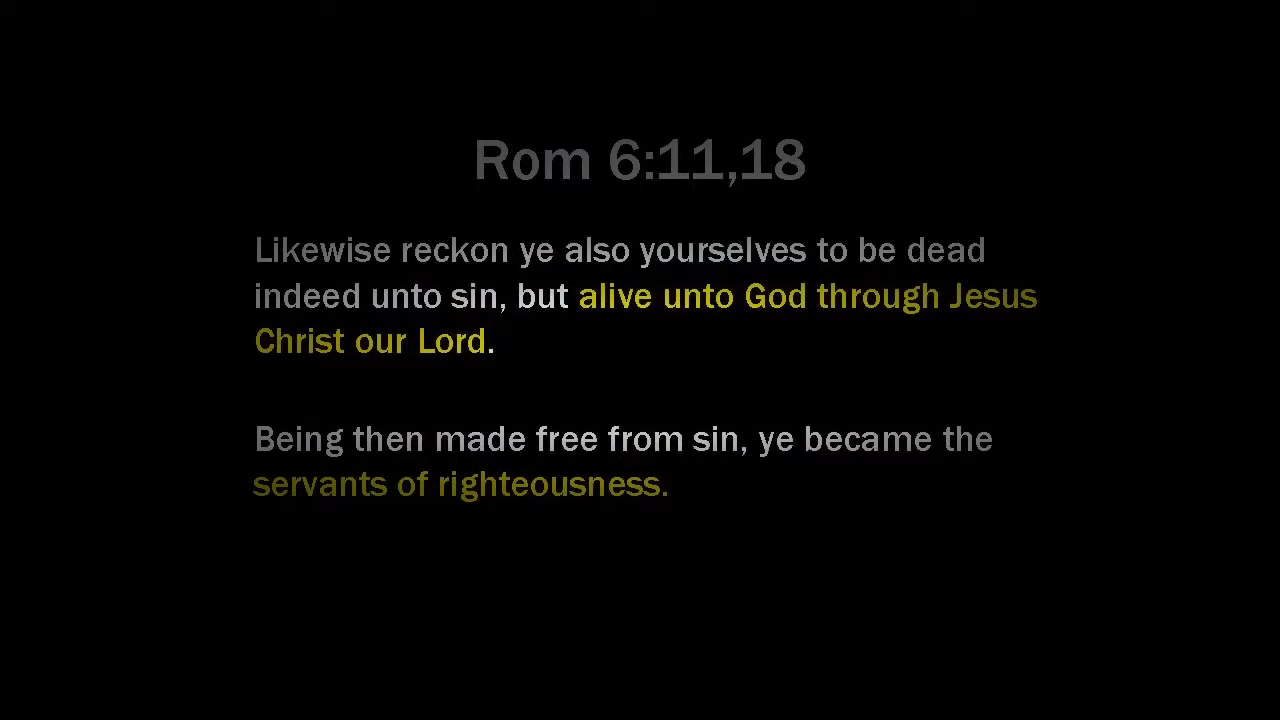 Rom 6:11,18
Likewise reckon ye also yourselves to be dead
indeed unto sin, but alive unto God through Jesus
Christ our Lord.
Being then made free from sin, ye became the
servants of righteousness.